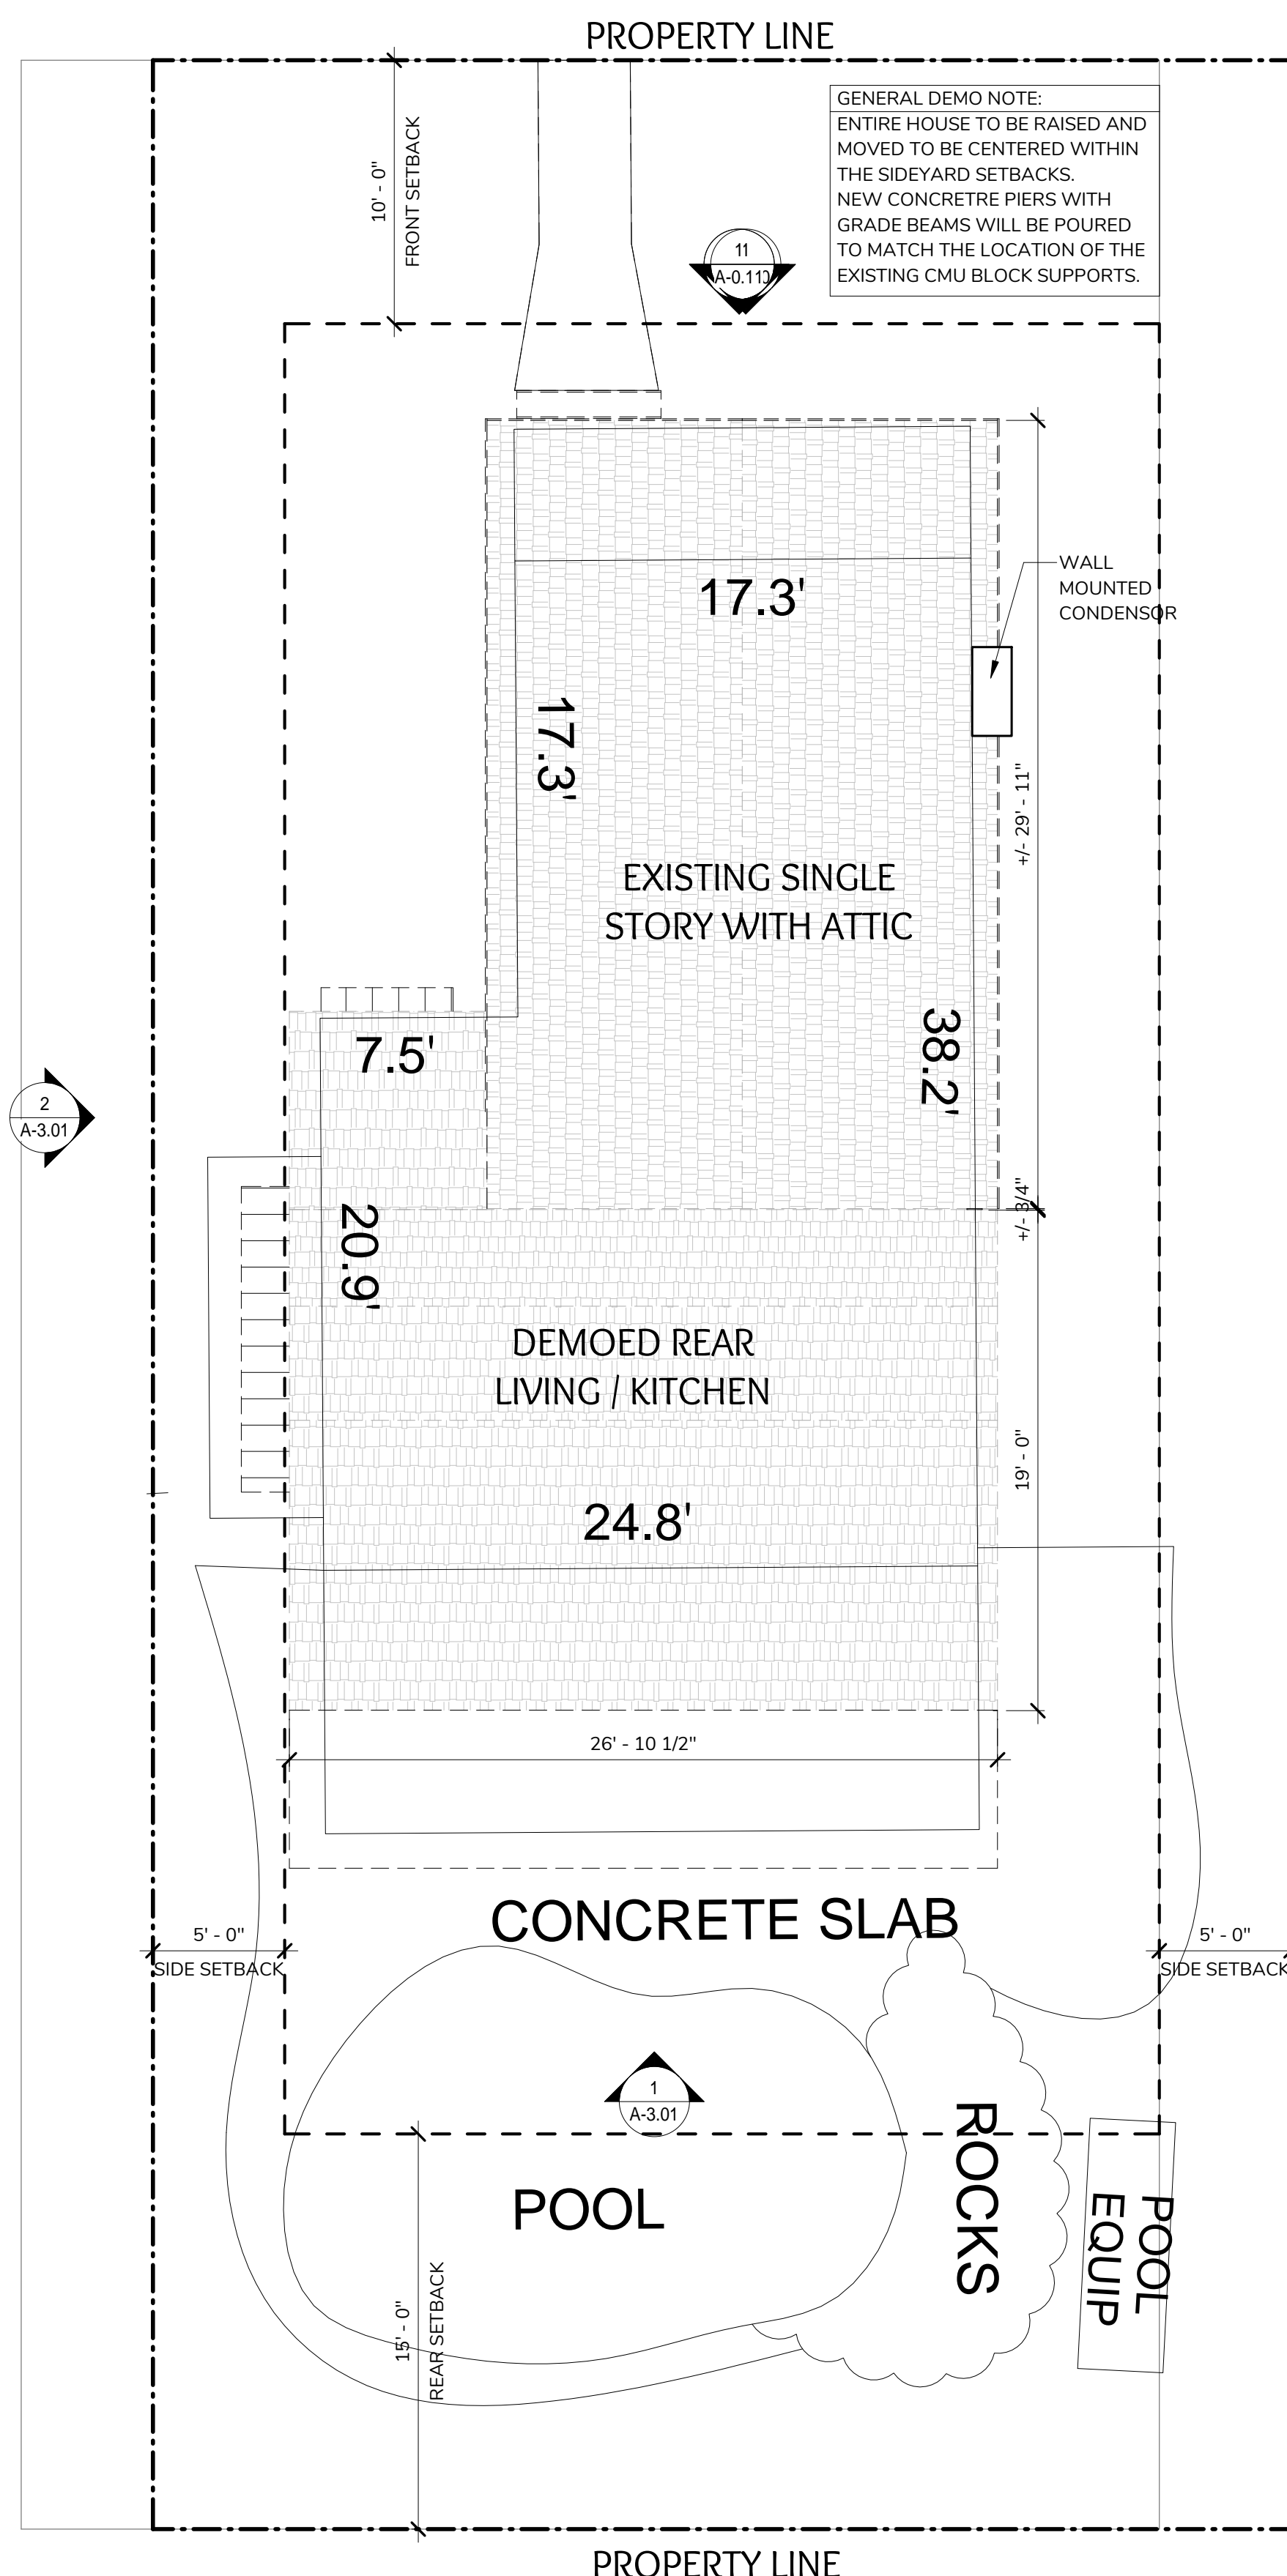 PROPERTY LINE
GENERAL DEMO NOTE:
ENTIRE HOUSE TO BE RAISED AND
MOVED TO BE CENTERED WITHIN
THE SIDEYARD SETBACKS.
NEW CONCRETRE PIERS WITH
GRADE BEAMS WILL BE POURED
TO MATCH THE LOCATION OF THE
EXISTING CMU BLOCK SUPPORTS.
10' - 0"
FRONT SETBACK
11
A-0.110
WALL
MOUNTED
CONDENSOR
17.3'
17.3'
+/- 29' - 11"
EXISTING SINGLE
STORY WITH ATTIC
38.2'
7.5'
2
A-3.01
+/- 3/4"
20.9'
DEMOED REAR
LIVING / KITCHEN
19' - 0"
24.8'
26' - 10 1/2"
CONCRETE SLAB
5' - 0"
SIDE SETBACK
5' - 0"
SIDE SETBACK
1
A-3.01
POOL
ROCKS
POOL
EQUIP
15' - 0"
REAR SETBACK
PROPERTY LINE